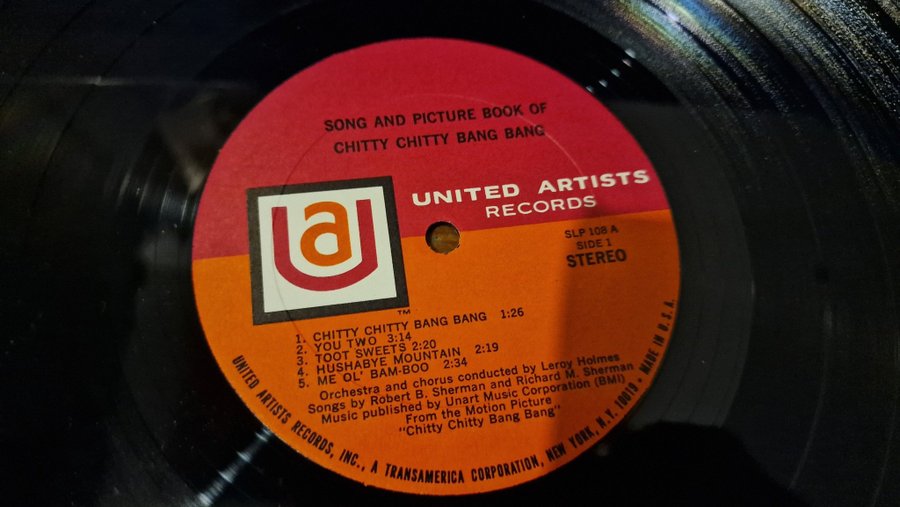 SONG AND PICTURE BOOK OF
CHITTY CHITTY BANG BANG
ua
UNITED ARTISTS
RECORDS
SLP 108 A
SIDE 1
STEREO
TM
1. CHITTY CHITTY BANG BANG 1:26
2. YOU TWO 3:14
3. TOOT SWEETS 2:20
4. HUSHABYE MOUNTAIN 2:19
5. ME OL' BAM-BOO 2:34
Orchestra and chorus conducted by Leroy Holmes
Songs by Robert B. Sherman and Richard M. Sherman
Music published by Unart Music Corporation (BMI)
From the Motion Picture
"Chitty Chitty Bang Bang"
UNITED ARTISTS RECORDS, INC., A TRANSAMERICA CORPORATION, NEW YORK, N.Y. 10019 • MADE IN U.S.A.